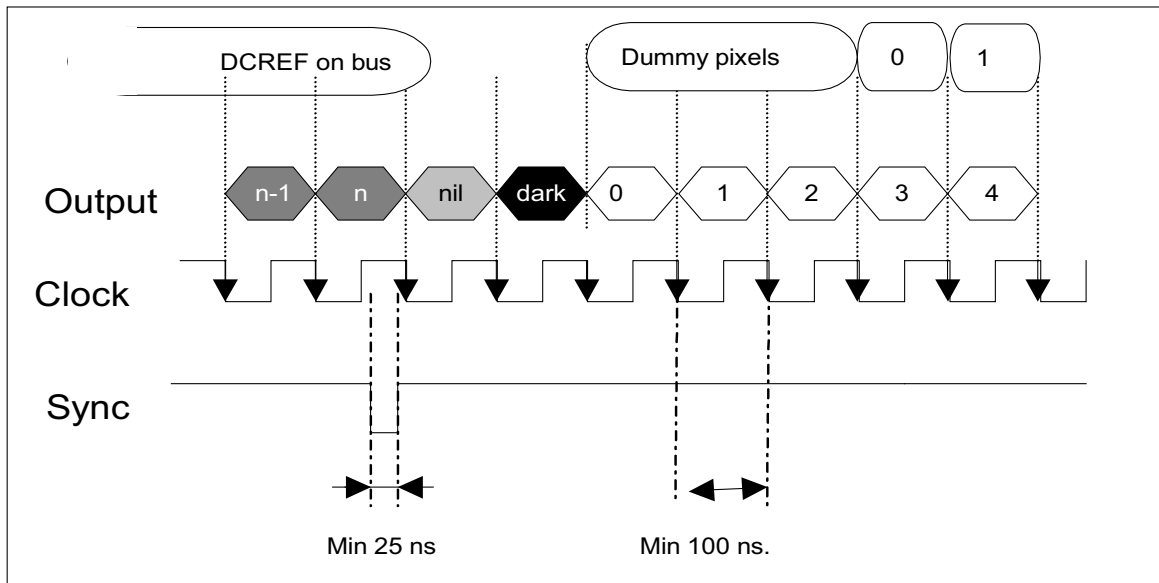 DCREF on bus
Dummy pixels
0
1
Output
n-1
n
nil
dark
0
1
2
3
4
Clock
Sync
Min 25 ns
Min 100 ns.